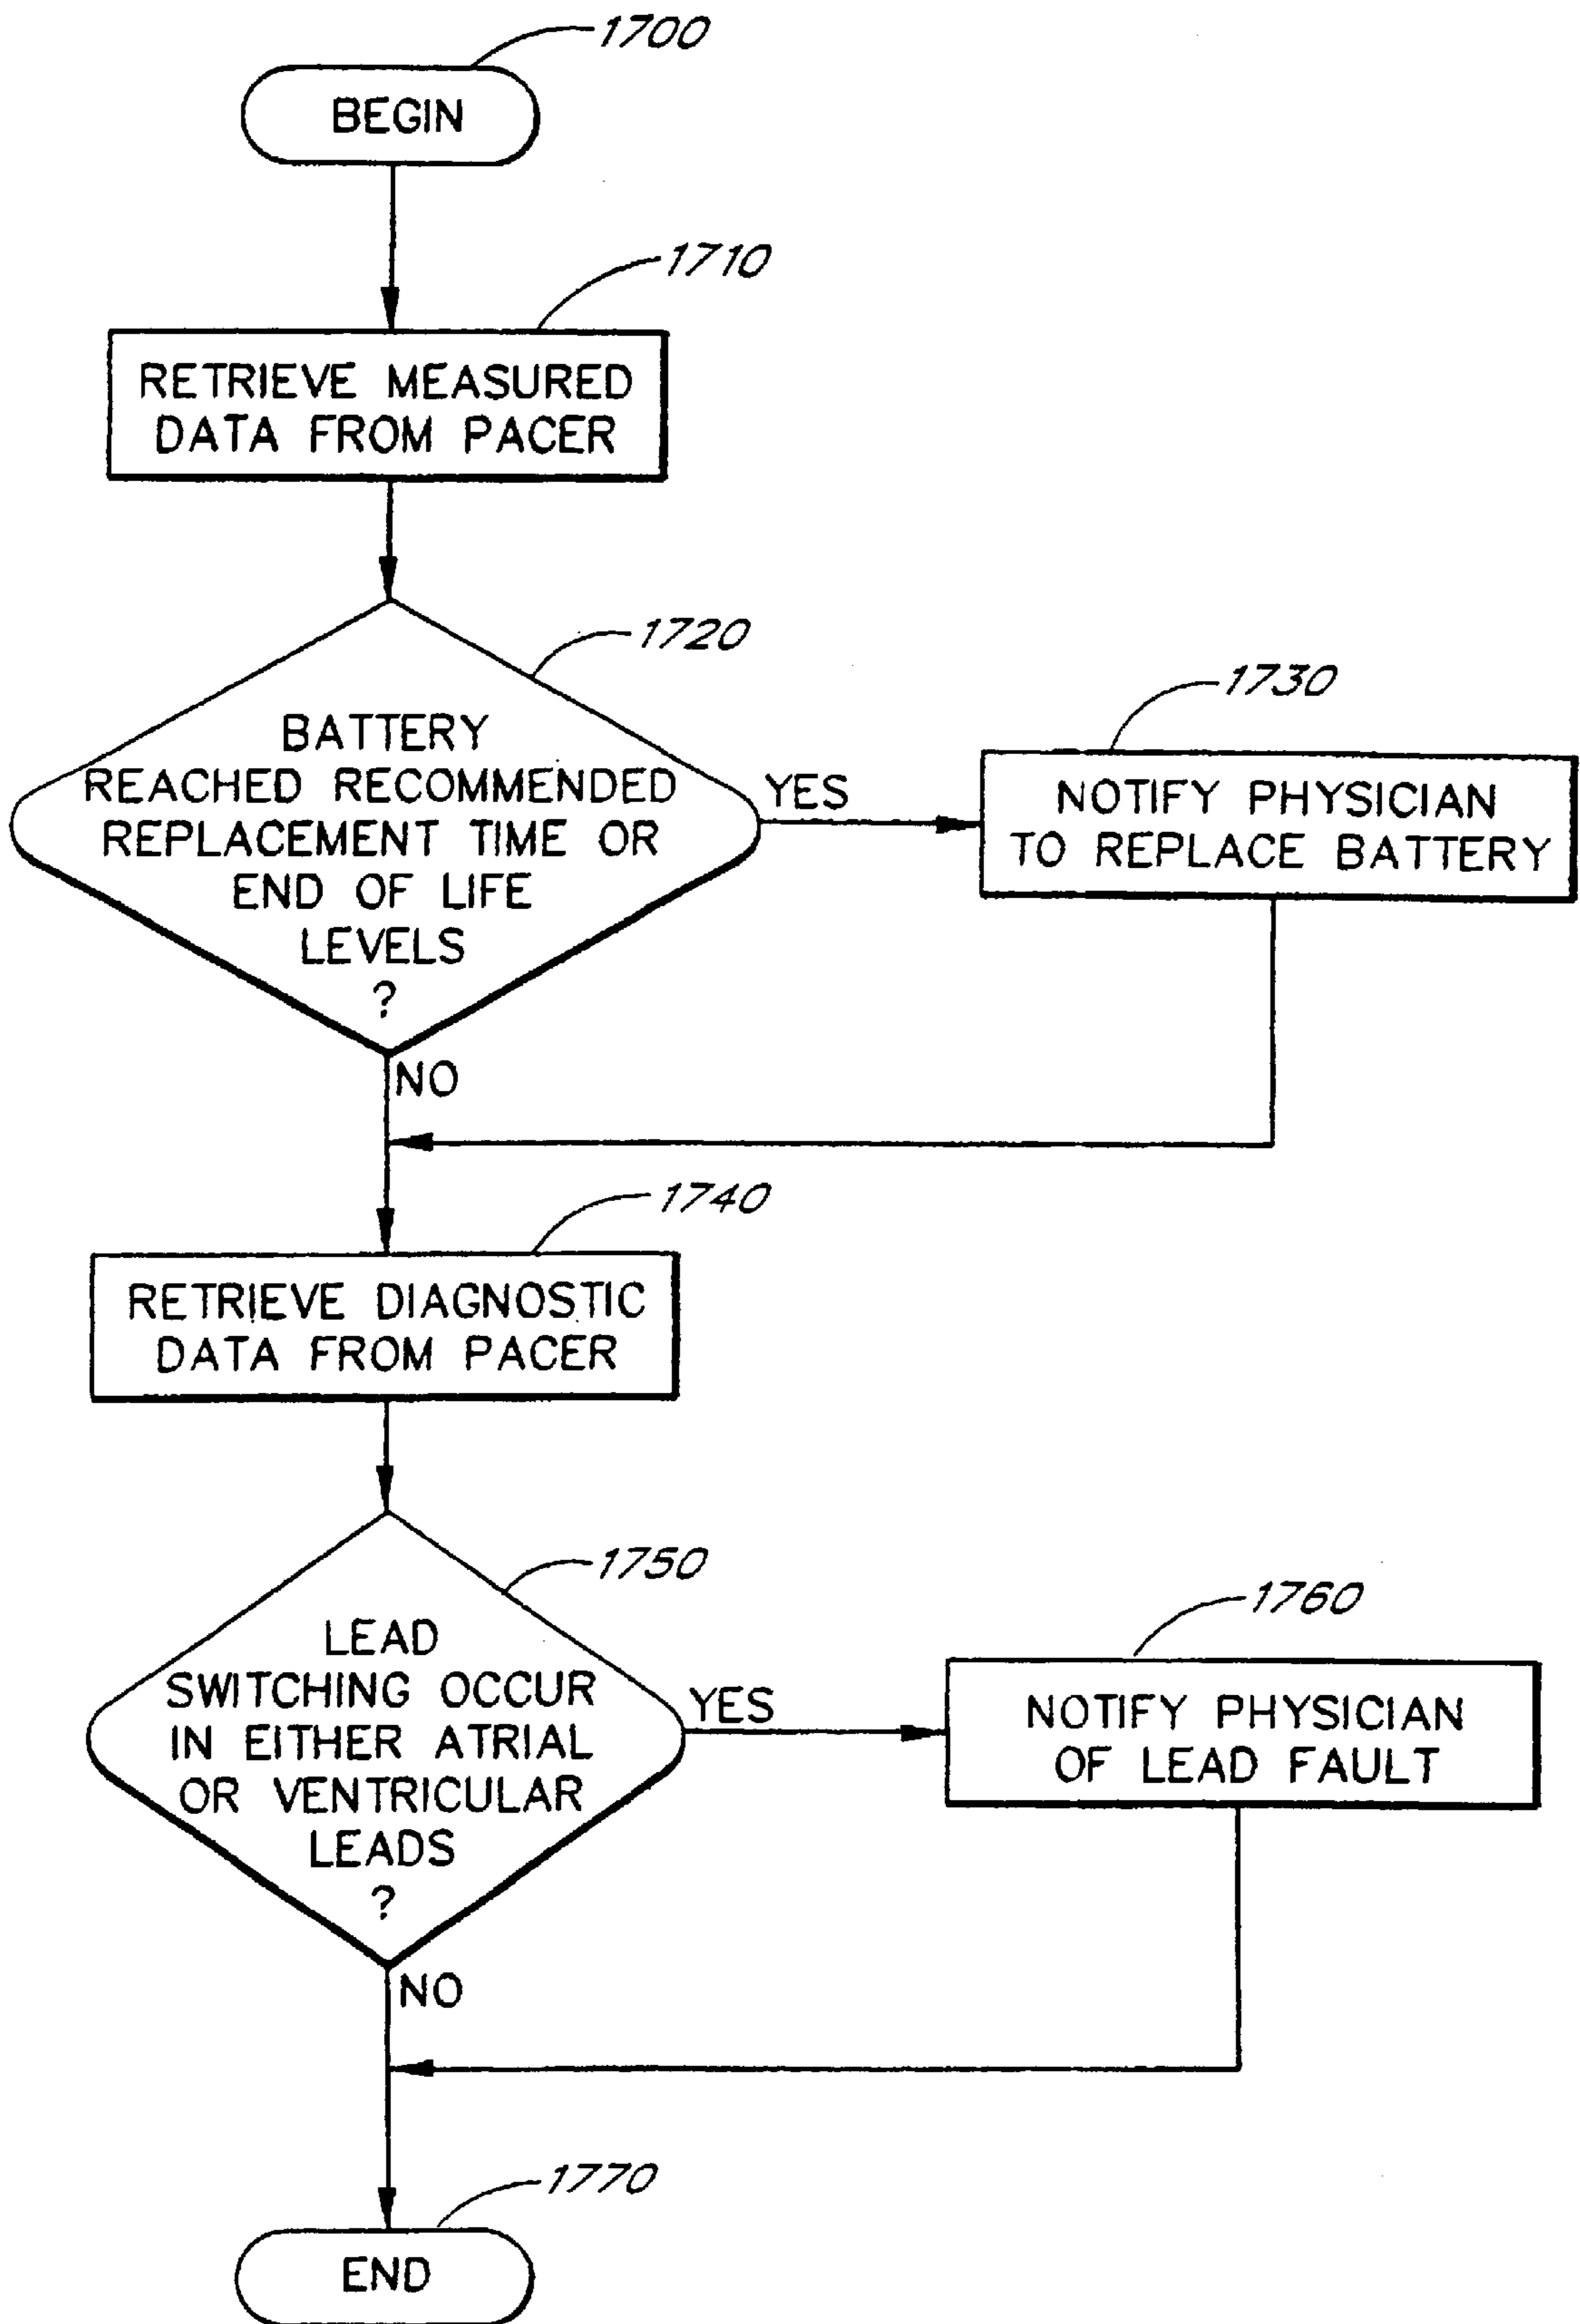 1700
BEGIN
1710
RETRIEVE MEASURED
DATA FROM PACER
1720
BATTERY
REACHED RECOMMENDED
REPLACEMENT TIME OR
END OF LIFE
LEVELS
?
YES
1730
NOTIFY PHYSICIAN
TO REPLACE BATTERY
NO
1740
RETRIEVE DIAGNOSTIC
DATA FROM PACER
1750
LEAD
SWITCHING OCCUR
IN EITHER ATRIAL
OR VENTRICULAR
LEADS
?
YES
1760
NOTIFY PHYSICIAN
OF LEAD FAULT
NO
1770
END